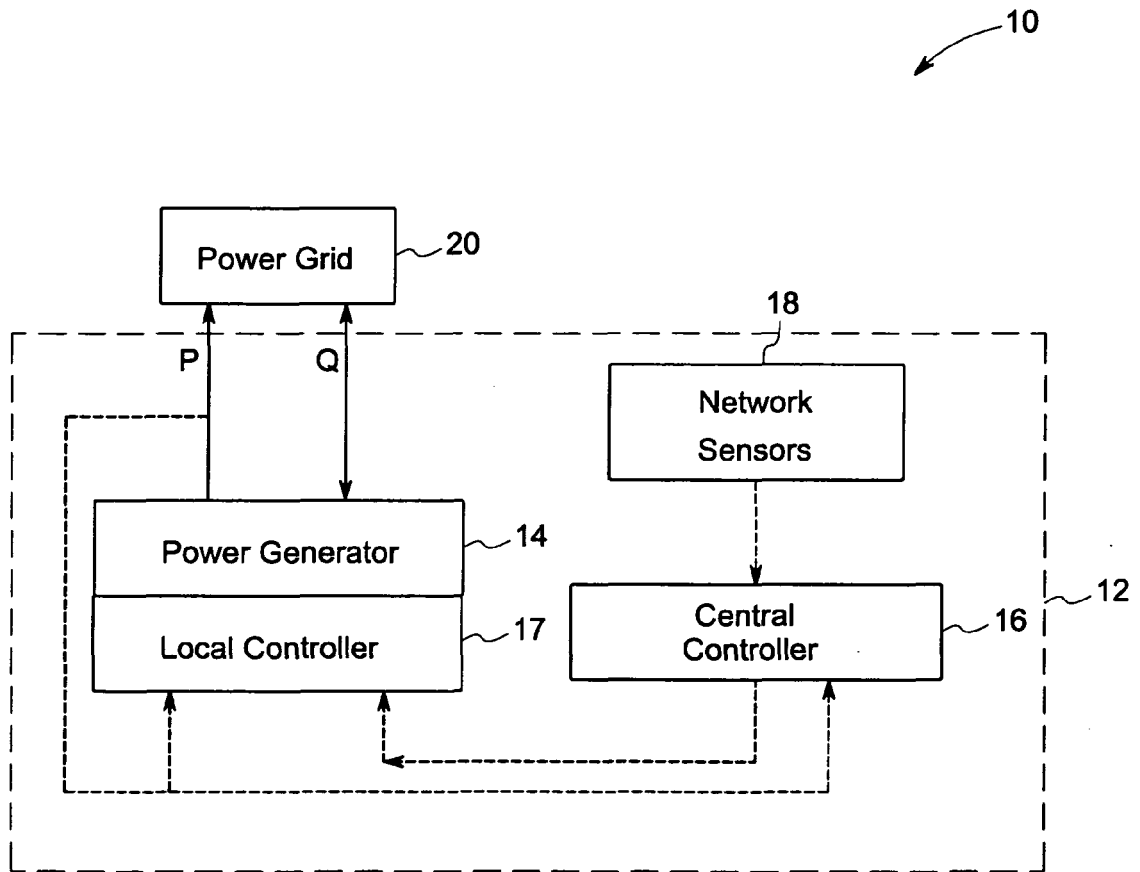 10
Power Grid
20
P
Q
18
Network
Sensors
Power Generator
14
Local Controller
17
Central
Controller
16
12